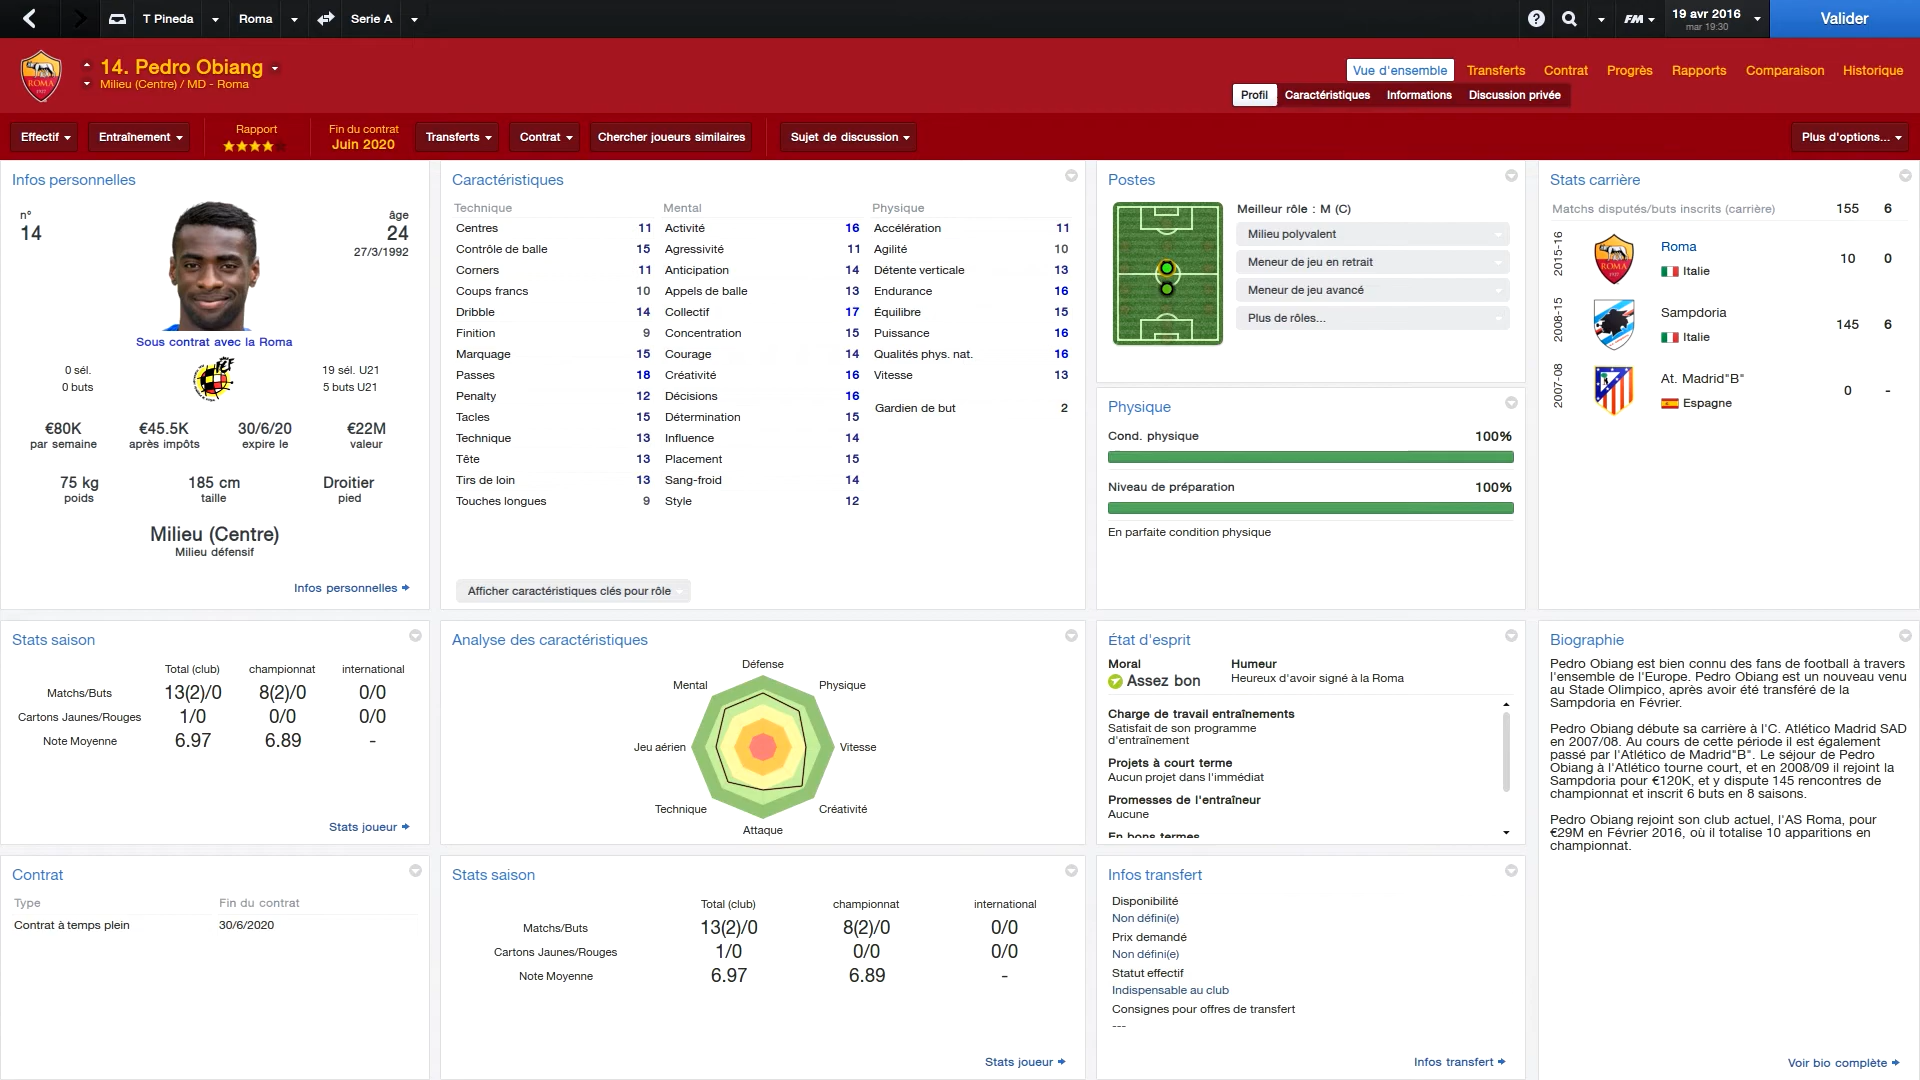 T Pineda
Roma
Serie A
FM
19 avr 2016
mar 19:30
Valider
14. Pedro Obiang
Milieu (Centre) / MD - Roma
Vue d'ensemble
Transferts
Contrat
Progrès
Rapports
Comparaison
Historique
Profil
Caractéristiques
Informations
Discussion privée
Effectif
Entraînement
Rapport
Fin du contrat
Juin 2020
Transferts
Contrat
Chercher joueurs similaires
Sujet de discussion
Plus d'options...
Infos personnelles
n°
14
âge
24
27/3/1992
Sous contrat avec la Roma
0 sél.
0 buts
19 sél. U21
5 buts U21
€80K
par semaine
€45.5K
après impôts
30/6/20
expire le
€22M
valeur
75 kg
poids
185 cm
taille
Droitier
pied
Milieu (Centre)
Milieu défensif
Infos personnelles
Caractéristiques
Technique
Centres 11
Contrôle de balle 15
Corners 11
Coups francs 10
Dribble 14
Finition 9
Marquage 15
Passes 18
Penalty 12
Tacles 15
Technique 13
Tête 13
Tirs de loin 13
Touches longues 9
Mental
Activité 16
Agressivité 11
Anticipation 14
Appels de balle 13
Collectif 17
Concentration 15
Courage 14
Créativité 16
Décisions 16
Détermination 15
Influence 14
Placement 15
Sang-froid 14
Style 12
Physique
Accélération 11
Agilité 10
Détente verticale 13
Endurance 16
Équilibre 15
Puissance 16
Qualités phys. nat. 16
Vitesse 13
Gardien de but 2
Afficher caractéristiques clés pour rôle
Postes
Meilleur rôle : M (C)
Milieu polyvalent
Meneur de jeu en retrait
Meneur de jeu avancé
Plus de rôles...
Physique
Cond. physique 100%
Niveau de préparation 100%
En parfaite condition physique
Stats carrière
Matchs disputés/buts inscrits (carrière) 155 6
2015-16
ROMA
Roma
Italie
10 0
2008-15
Sampdoria
Italie
145 6
2007-08
At. Madrid"B"
Espagne
0 -
Stats saison
Total (club) championnat international
Matchs/Buts 13(2)/0 8(2)/0 0/0
Cartons Jaunes/Rouges 1/0 0/0 0/0
Note Moyenne 6.97 6.89 -
Stats joueur
Analyse des caractéristiques
Défense
Physique
Vitesse
Créativité
Attaque
Technique
Jeu aérien
Mental
État d'esprit
Moral
Assez bon
Humeur
Heureux d'avoir signé à la Roma
Charge de travail entraînements
Satisfait de son programme
d'entraînement
Projets à court terme
Aucun projet dans l'immédiat
Promesses de l'entraîneur
Aucune
En bons termes
Biographie
Pedro Obiang est bien connu des fans de football à travers
l'ensemble de l'Europe. Pedro Obiang est un nouveau venu
au Stade Olimpico, après avoir été transféré de la
Sampdoria en Février.
Pedro Obiang débute sa carrière à l'C. Atlético Madrid SAD
en 2007/08. Au cours de cette période il est également
passé par l'Atlético de Madrid"B". Le séjour de Pedro
Obiang à l'Atlético tourne court, et en 2008/09 il rejoint la
Sampdoria pour €120K, et y dispute 145 rencontres de
championnat et inscrit 6 buts en 8 saisons.
Pedro Obiang rejoint son club actuel, l'AS Roma, pour
€29M en Février 2016, où il totalise 10 apparitions en
championnat.
Voir bio complète
Contrat
Type Fin du contrat
Contrat à temps plein 30/6/2020
Stats saison
Total (club) championnat international
Matchs/Buts 13(2)/0 8(2)/0 0/0
Cartons Jaunes/Rouges 1/0 0/0 0/0
Note Moyenne 6.97 6.89 -
Stats joueur
Infos transfert
Disponibilité
Non défini(e)
Prix demandé
Non défini(e)
Statut effectif
Indispensable au club
Consignes pour offres de transfert
---
Infos transfert